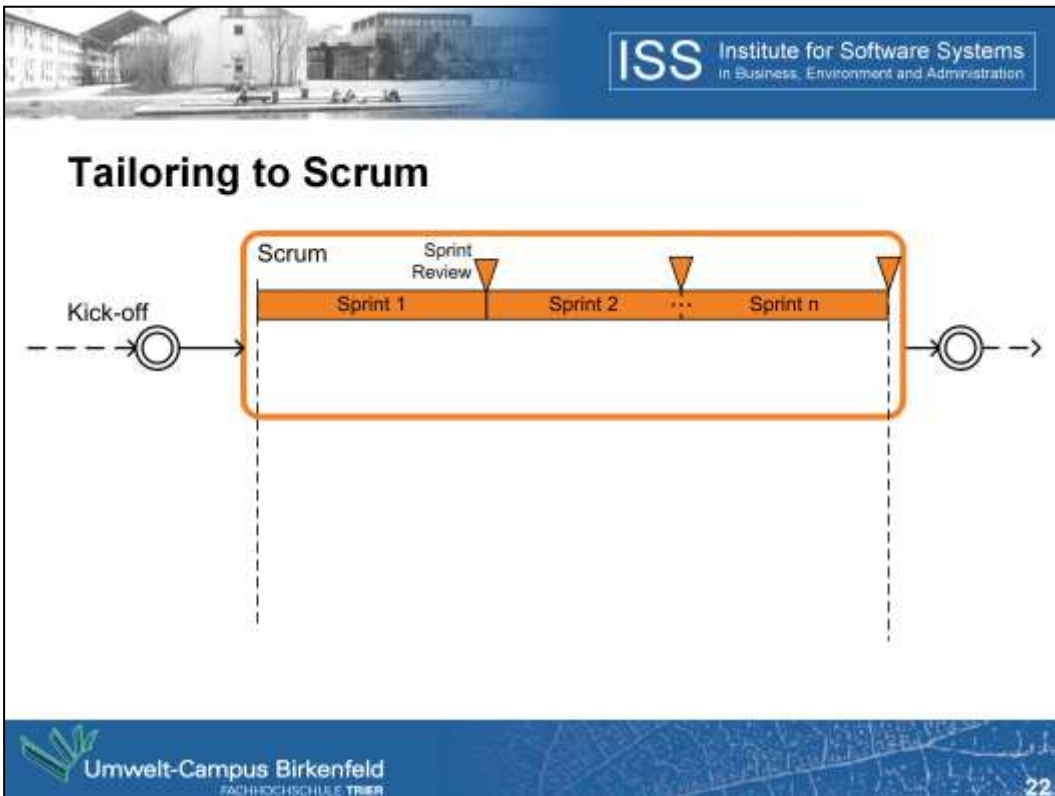 ISS Institute for Software Systems
in Business, Environment and Administration
Tailoring to Scrum
Scrum
Sprint
Review
Sprint 1
Sprint 2
...
Sprint n
Kick-off
Umwelt-Campus Birkenfeld
FACHHOCHSCHULE TRIER
22